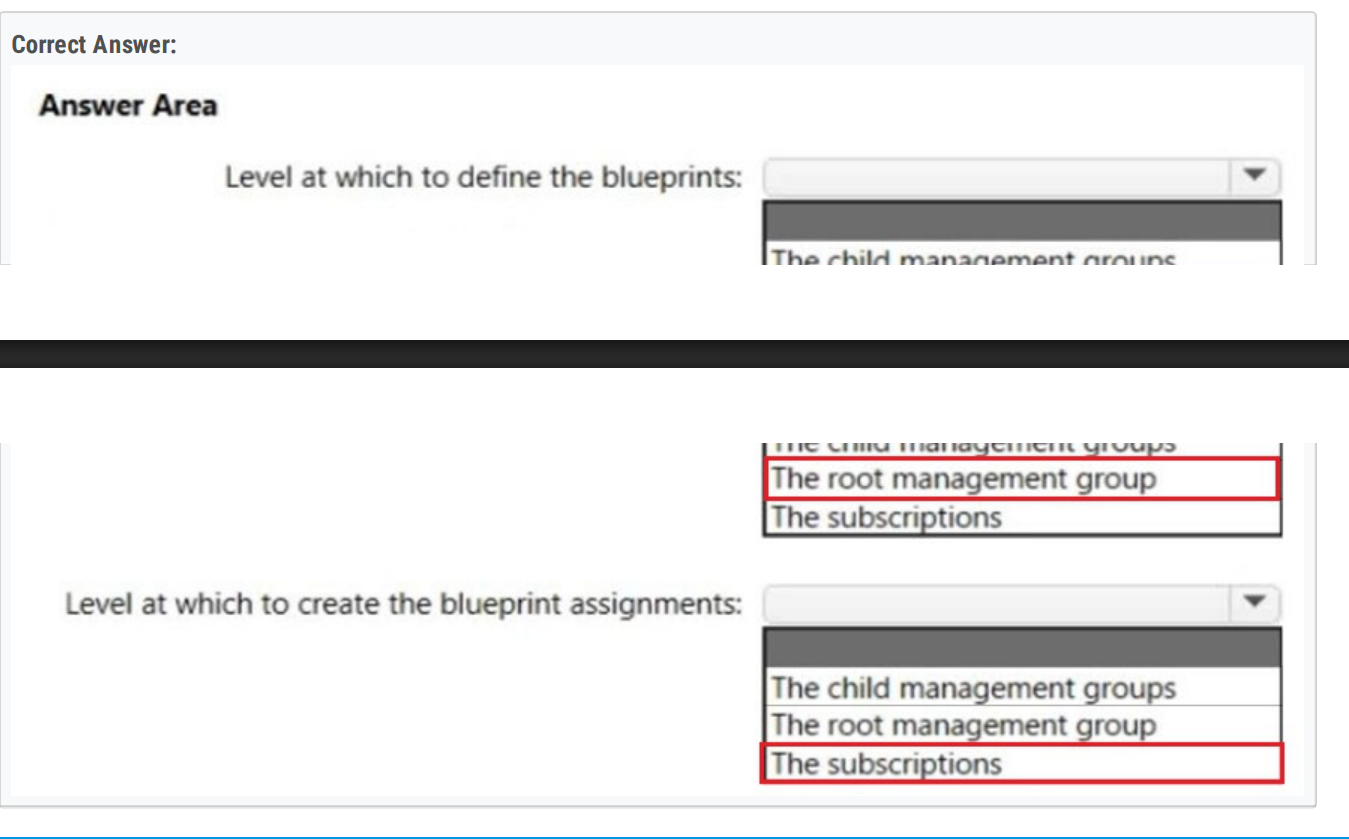 Correct Answer:
Answer Area
Level at which to define the blueprints:
The child management groups
The child management groups
The root management group
The subscriptions
Level at which to create the blueprint assignments:
The child management groups
The root management group
The subscriptions